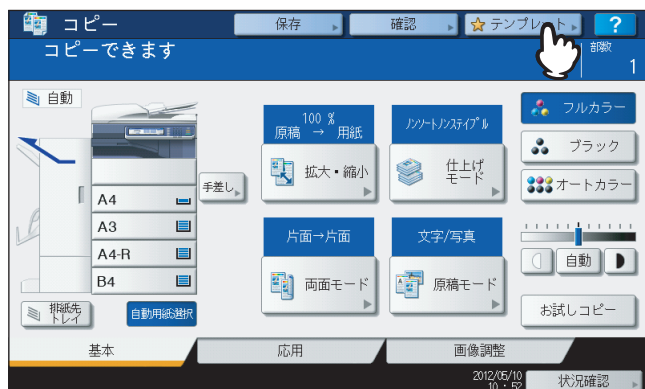 コピー
保存
確認
テンプレート
?
コピーできます
部数
1
自動
100 %
原稿 → 用紙
ﾉﾝｿｰﾄ/ﾉﾝｽﾃｲﾌﾟﾙ
フルカラー
拡大・縮小
仕上げ
モード
ブラック
手差し
オートカラー
A4
A3
A4-R
B4
片面→片面
文字/写真
両面モード
原稿モード
自動
排紙先
トレイ
自動用紙選択
お試しコピー
基本
応用
画像調整
2012/05/10
10 : 52
状況確認